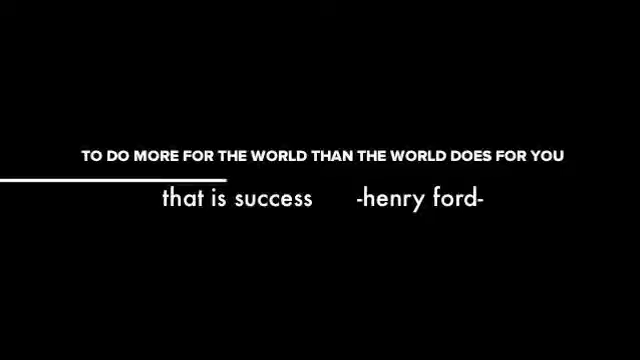 TO DO MORE FOR THE WORLD THAN THE WORLD DOES FOR YOU
that is success -henry ford-